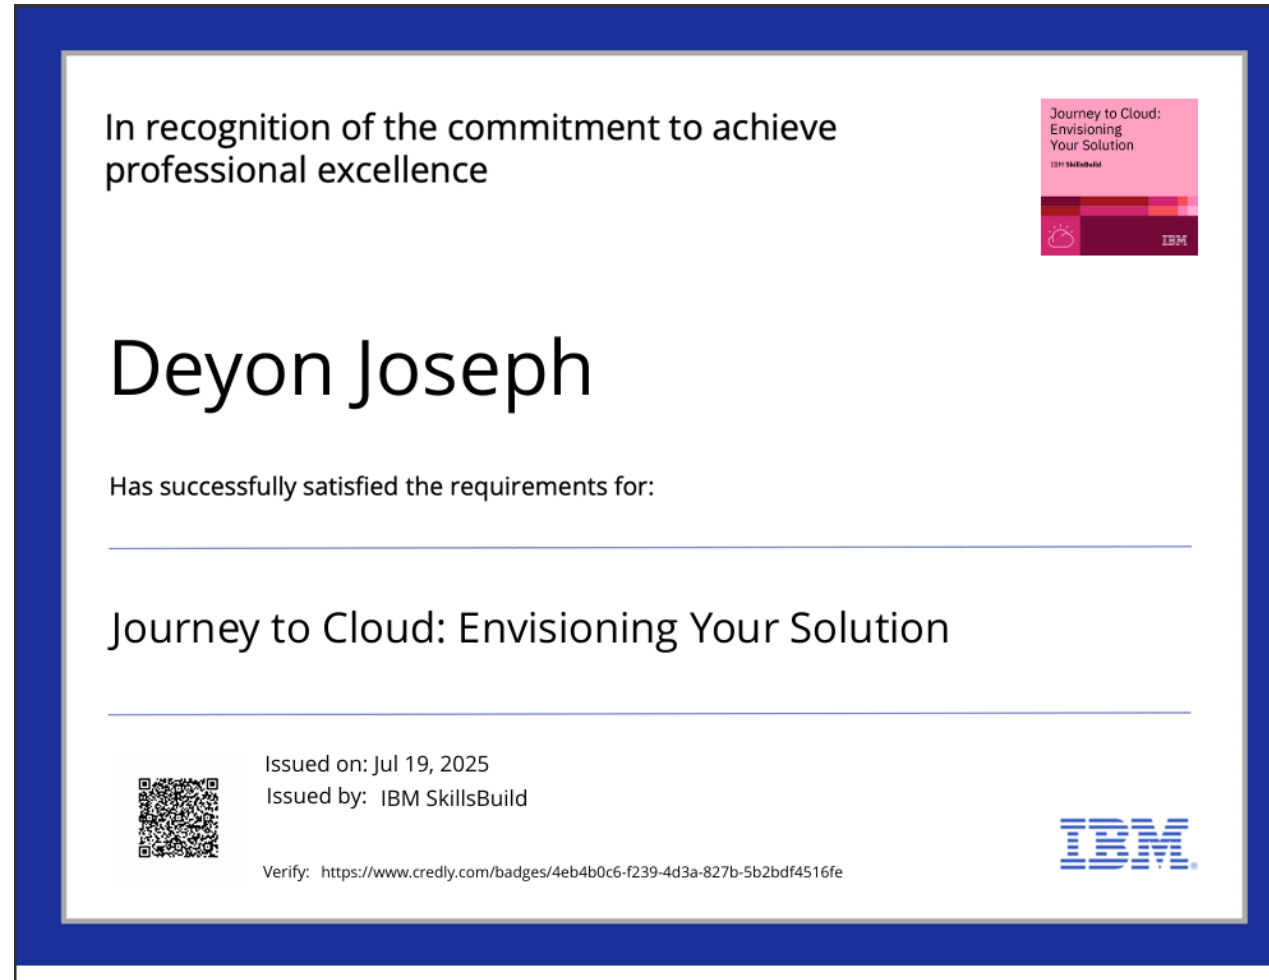 In recognition of the commitment to achieve
professional excellence
Journey to Cloud:
Envisioning
Your Solution
IBM SkillsBuild
IBM
Deyon Joseph
Has successfully satisfied the requirements for:
Journey to Cloud: Envisioning Your Solution
Issued on: Jul 19, 2025
Issued by: IBM SkillsBuild
Verify: https://www.credly.com/badges/4eb4b0c6-f239-4d3a-827b-5b2bdf4516fe
IBM®